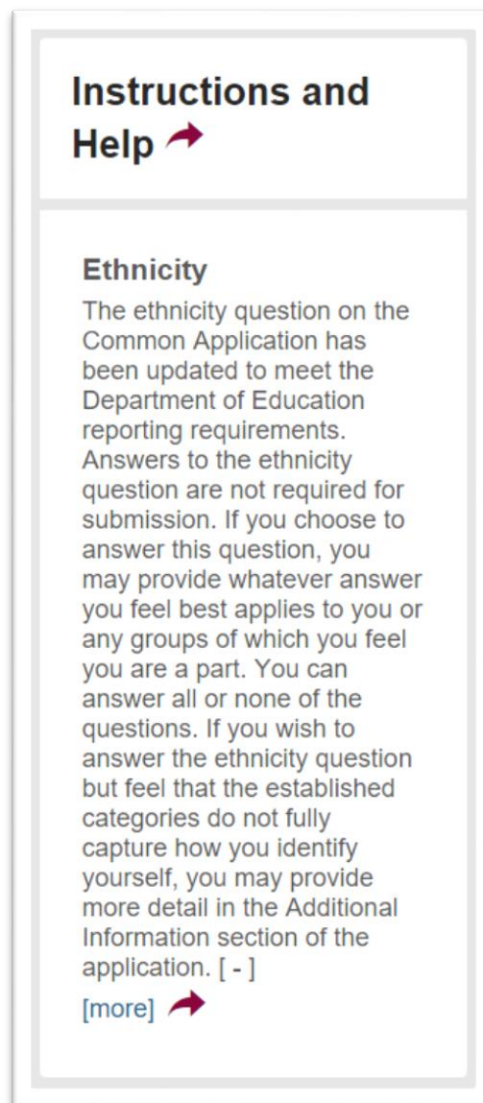 Instructions and
Help
Ethnicity
The ethnicity question on the
Common Application has
been updated to meet the
Department of Education
reporting requirements.
Answers to the ethnicity
question are not required for
submission. If you choose to
answer this question, you
may provide whatever answer
you feel best applies to you or
any groups of which you feel
you are a part. You can
answer all or none of the
questions. If you wish to
answer the ethnicity question
but feel that the established
categories do not fully
capture how you identify
yourself, you may provide
more detail in the Additional
Information section of the
application. [ - ]
[more]